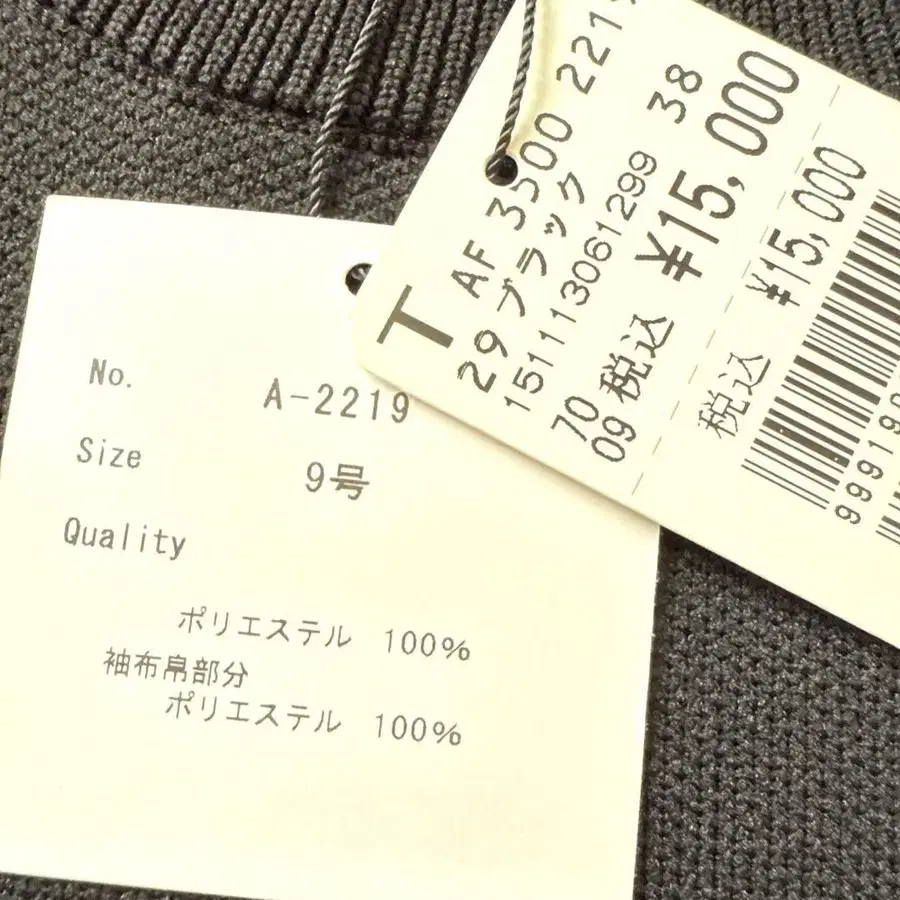 No. A-2219
Size 9号
Quality
ポリエステル 100%
袖布帛部分
ポリエステル 100%
T
AF 3500 2219
29 ブラック 38
151113061299
70 税込 ¥15,000
09
税込 ¥15,000
99919